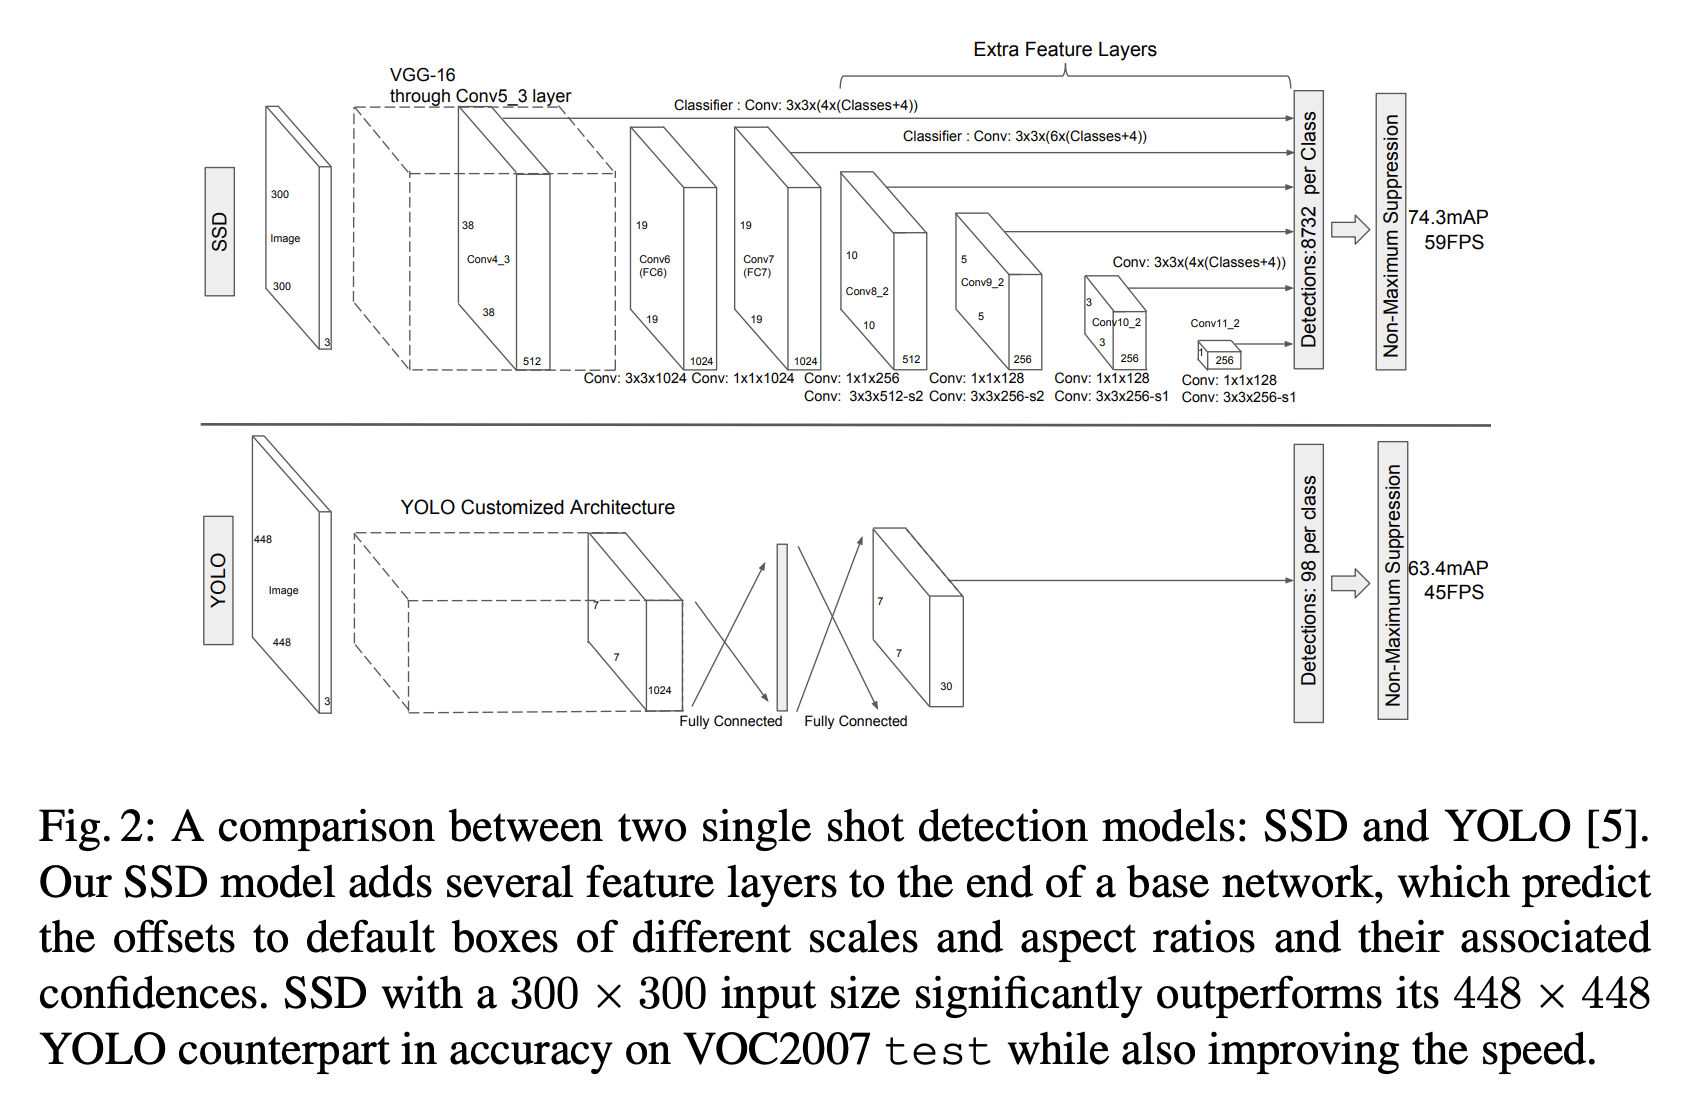 Extra Feature Layers
VGG-16
through Conv5_3 layer
Classifier : Conv: 3x3x(4x(Classes+4))
Classifier : Conv: 3x3x(6x(Classes+4))
SSD
300
Image
300
3
38
Conv4_3
38
512
19
Conv6
(FC6)
19
1024
19
Conv7
(FC7)
19
1024
10
Conv8_2
10
512
5
Conv9_2
5
256
Conv: 3x3x(4x(Classes+4))
3
Conv10_2
3
256
Conv11_2
1
256
Detections:8732 per Class
Non-Maximum Suppression
74.3mAP
59FPS
Conv: 3x3x1024
Conv: 1x1x1024
Conv: 1x1x256
Conv: 3x3x512-s2
Conv: 1x1x128
Conv: 3x3x256-s2
Conv: 1x1x128
Conv: 3x3x256-s1
Conv: 1x1x128
Conv: 3x3x256-s1
YOLO
448
Image
448
3
YOLO Customized Architecture
7
7
1024
Fully Connected
Fully Connected
7
7
30
Detections: 98 per class
Non-Maximum Suppression
63.4mAP
45FPS
Fig. 2: A comparison between two single shot detection models: SSD and YOLO [5].
Our SSD model adds several feature layers to the end of a base network, which predict
the offsets to default boxes of different scales and aspect ratios and their associated
confidences. SSD with a 300 × 300 input size significantly outperforms its 448 × 448
YOLO counterpart in accuracy on VOC2007 test while also improving the speed.